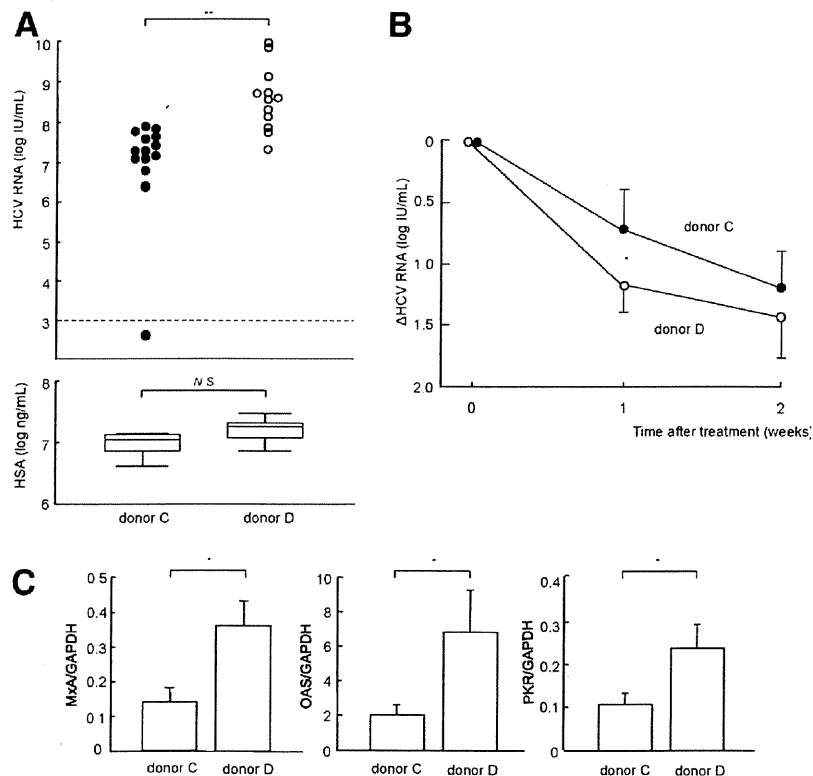 A
**
HCV RNA (log IU/mL)
10
9
8
7
6
5
4
3
HSA (log ng/mL)
8
7
6
N S
donor C
donor D
B
ΔHCV RNA (log IU/mL)
0
0.5
1 0
1.5
2.0
*
donor C
donor D
0
1
2
Time after treatment (weeks)
C
MxA/GAPDH
0 5
0.4
0.3
0.2
0 1
0
*
donor C
donor D
OAS/GAPDH
10
8
6
4
2
0
*
donor C
donor D
PKR/GAPDH
0.4
0.3
0.2
0.1
0
*
donor C
donor D